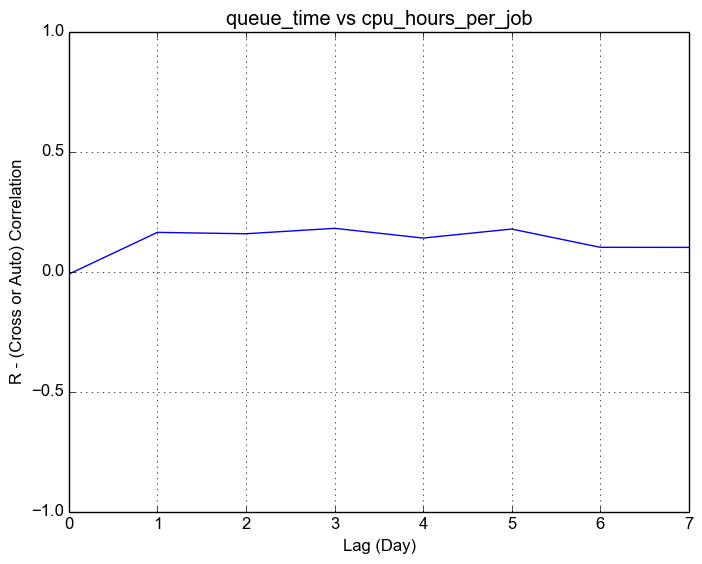 queue_time vs cpu_hours_per_job
1.0
0.5
0.0
−0.5
−1.0
R - (Cross or Auto) Correlation
0 1 2 3 4 5 6 7
Lag (Day)